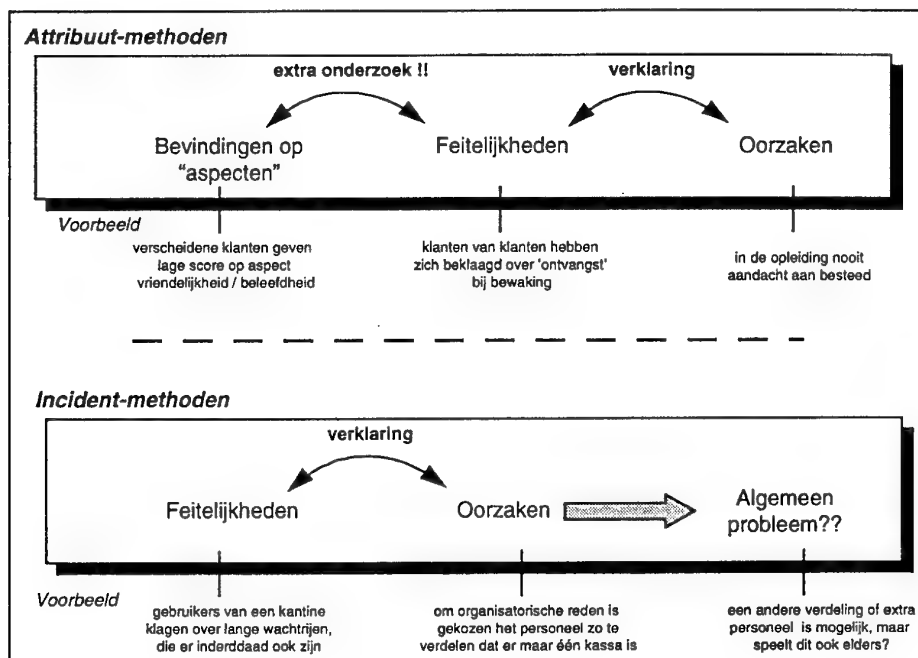 Attribuut-methoden
extra onderzoek !!
verklaring
Bevindingen op
“aspecten”
Feitelijkheden
Oorzaken
Voorbeeld
verscheidene klanten geven
lage score op aspect
vriendelijkheid / beleefdheid
klanten van klanten hebben
zich beklaagd over 'ontvangst'
bij bewaking
in de opleiding nooit
aandacht aan besteed
Incident-methoden
verklaring
Feitelijkheden
Oorzaken
Algemeen
probleem??
Voorbeeld
gebruikers van een kantine
klagen over lange wachtrijen,
die er inderddaad ook zijn
om organisatorische reden is
gekozen het personeel zo te
verdelen dat er maar één kassa is
een andere verdeling of extra
personeel is mogelijk, maar
speelt dit ook elders?